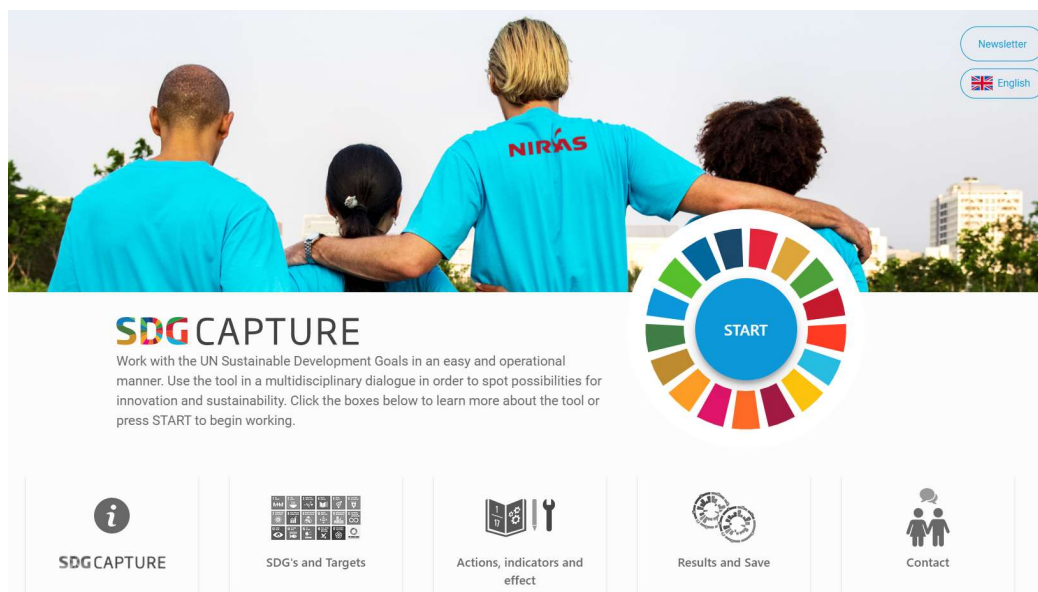 Newsletter
English
NIRAS
START
SDG CAPTURE
Work with the UN Sustainable Development Goals in an easy and operational
manner. Use the tool in a multidisciplinary dialogue in order to spot possibilities for
innovation and sustainability. Click the boxes below to learn more about the tool or
press START to begin working.
i
SDGCAPTURE
SDG's and Targets
1
17
Actions, indicators and
effect
Results and Save
Contact